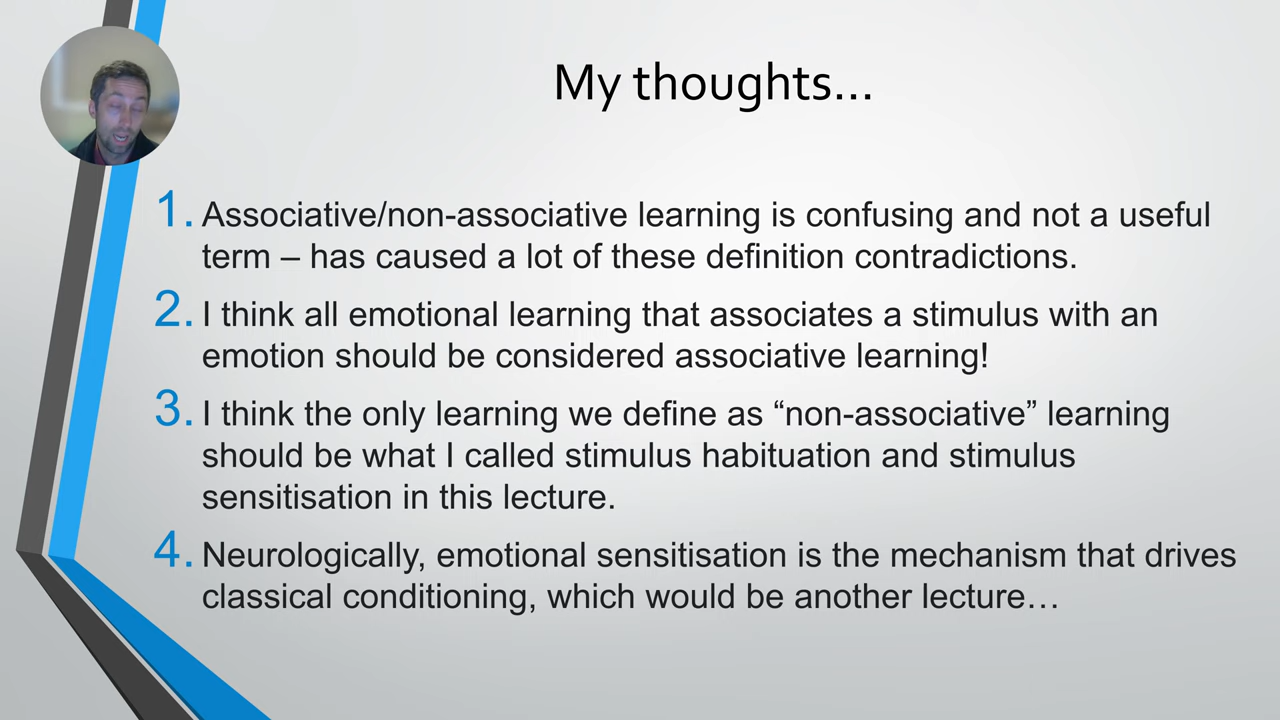 My thoughts...
1. Associative/non-associative learning is confusing and not a useful
term – has caused a lot of these definition contradictions.
2. I think all emotional learning that associates a stimulus with an
emotion should be considered associative learning!
3. I think the only learning we define as “non-associative” learning
should be what I called stimulus habituation and stimulus
sensitisation in this lecture.
4. Neurologically, emotional sensitisation is the mechanism that drives
classical conditioning, which would be another lecture…